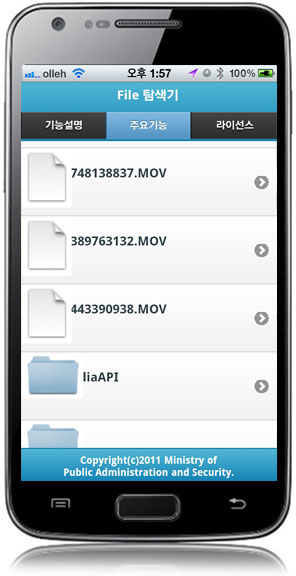 olleh 오후 1:57 100%
File 탐색기
기능설명 주요기능 라이선스
748138837.MOV
389763132.MOV
443390938.MOV
liaAPI
Copyright(c)2011 Ministry of
Public Administration and Security.